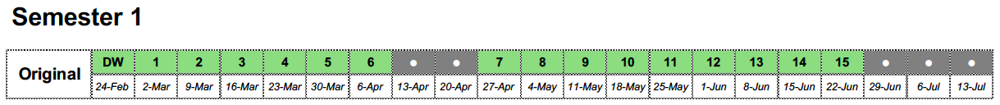 Semester 1
Original DW 1 2 3 4 5 6 ● ● 7 8 9 10 11 12 13 14 15 ● ● ●
24-Feb 2-Mar 9-Mar 16-Mar 23-Mar 30-Mar 6-Apr 13-Apr 20-Apr 27-Apr 4-May 11-May 18-May 25-May 1-Jun 8-Jun 15-Jun 22-Jun 29-Jun 6-Jul 13-Jul